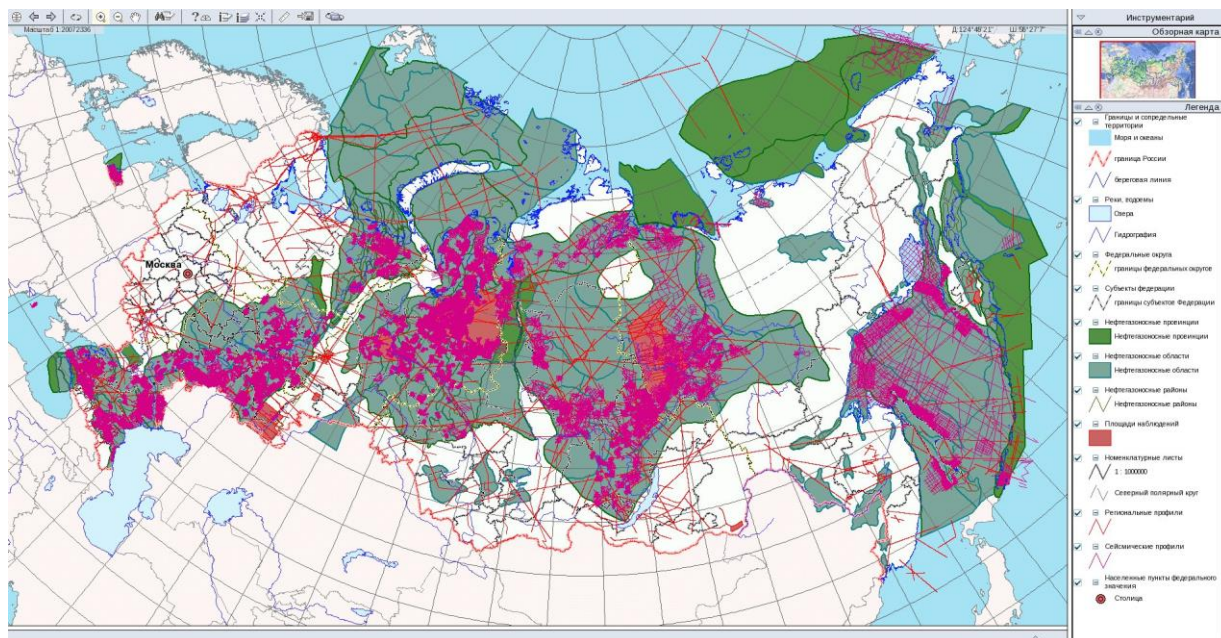 Масштаб 1:20072336
Д:124°48'21" Ш:56°27'7"
Москва
Инструментарий
Обзорная карта
Легенда
Границы и сопредельные
территории
Моря и океаны
граница России
береговая линия
Реки, водоемы
Озера
Гидрография
Федеральные округа
границы федеральных округов
Субъекты федерации
границы субъектов Федерации
Нефтегазоносные провинции
Нефтегазоносные провинции
Нефтегазоносные области
Нефтегазоносные области
Нефтегазоносные районы
Нефтегазоносные районы
Площади наблюдений
Номенклатурные листы
1 : 1000000
Северный полярный круг
Региональные профили
Сейсмические профили
Населенные пункты федерального
значения
Столица